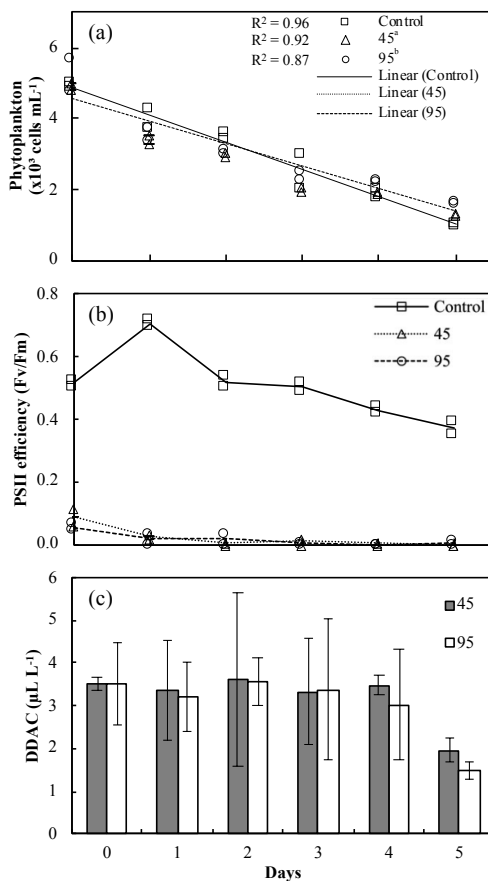 (a)
R² = 0.96 Control
R² = 0.92 45ᵃ
R² = 0.87 95ᵇ
Linear (Control)
Linear (45)
Linear (95)
Phytoplankton
(x10³ cells mL⁻¹)
6
4
2
0
(b)
Control
45
95
PSII efficiency (Fv/Fm)
0.8
0.6
0.4
0.2
0.0
(c)
45
95
DDAC (µL L⁻¹)
6
5
4
3
2
1
0
0 1 2 3 4 5
Days